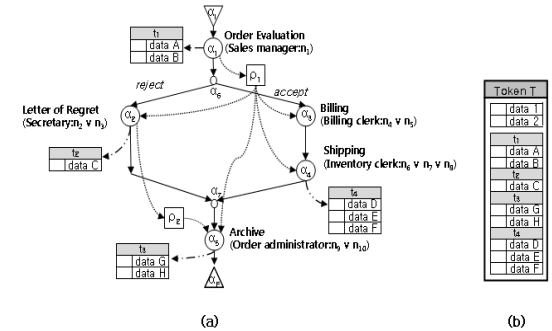 αI
t1
data A
data B
α1
Order Evaluation
(Sales manager:n1)
ρ1
reject
α6
accept
Letter of Regret
(Secretary:n2 v n3)
α2
α3
Billing
(Billing clerk:n4 v n5)
t2
data C
Shipping
(Inventory clerk:n6 v n7 v n8)
α4
α7
t4
data D
data E
data F
ρ2
Archive
(Order administrator:n9 v n10)
α5
t3
data G
data H
αF
(a)
Token T
data 1
data 2
t1
data A
data B
t2
data C
t3
data G
data H
t4
data D
data E
data F
(b)